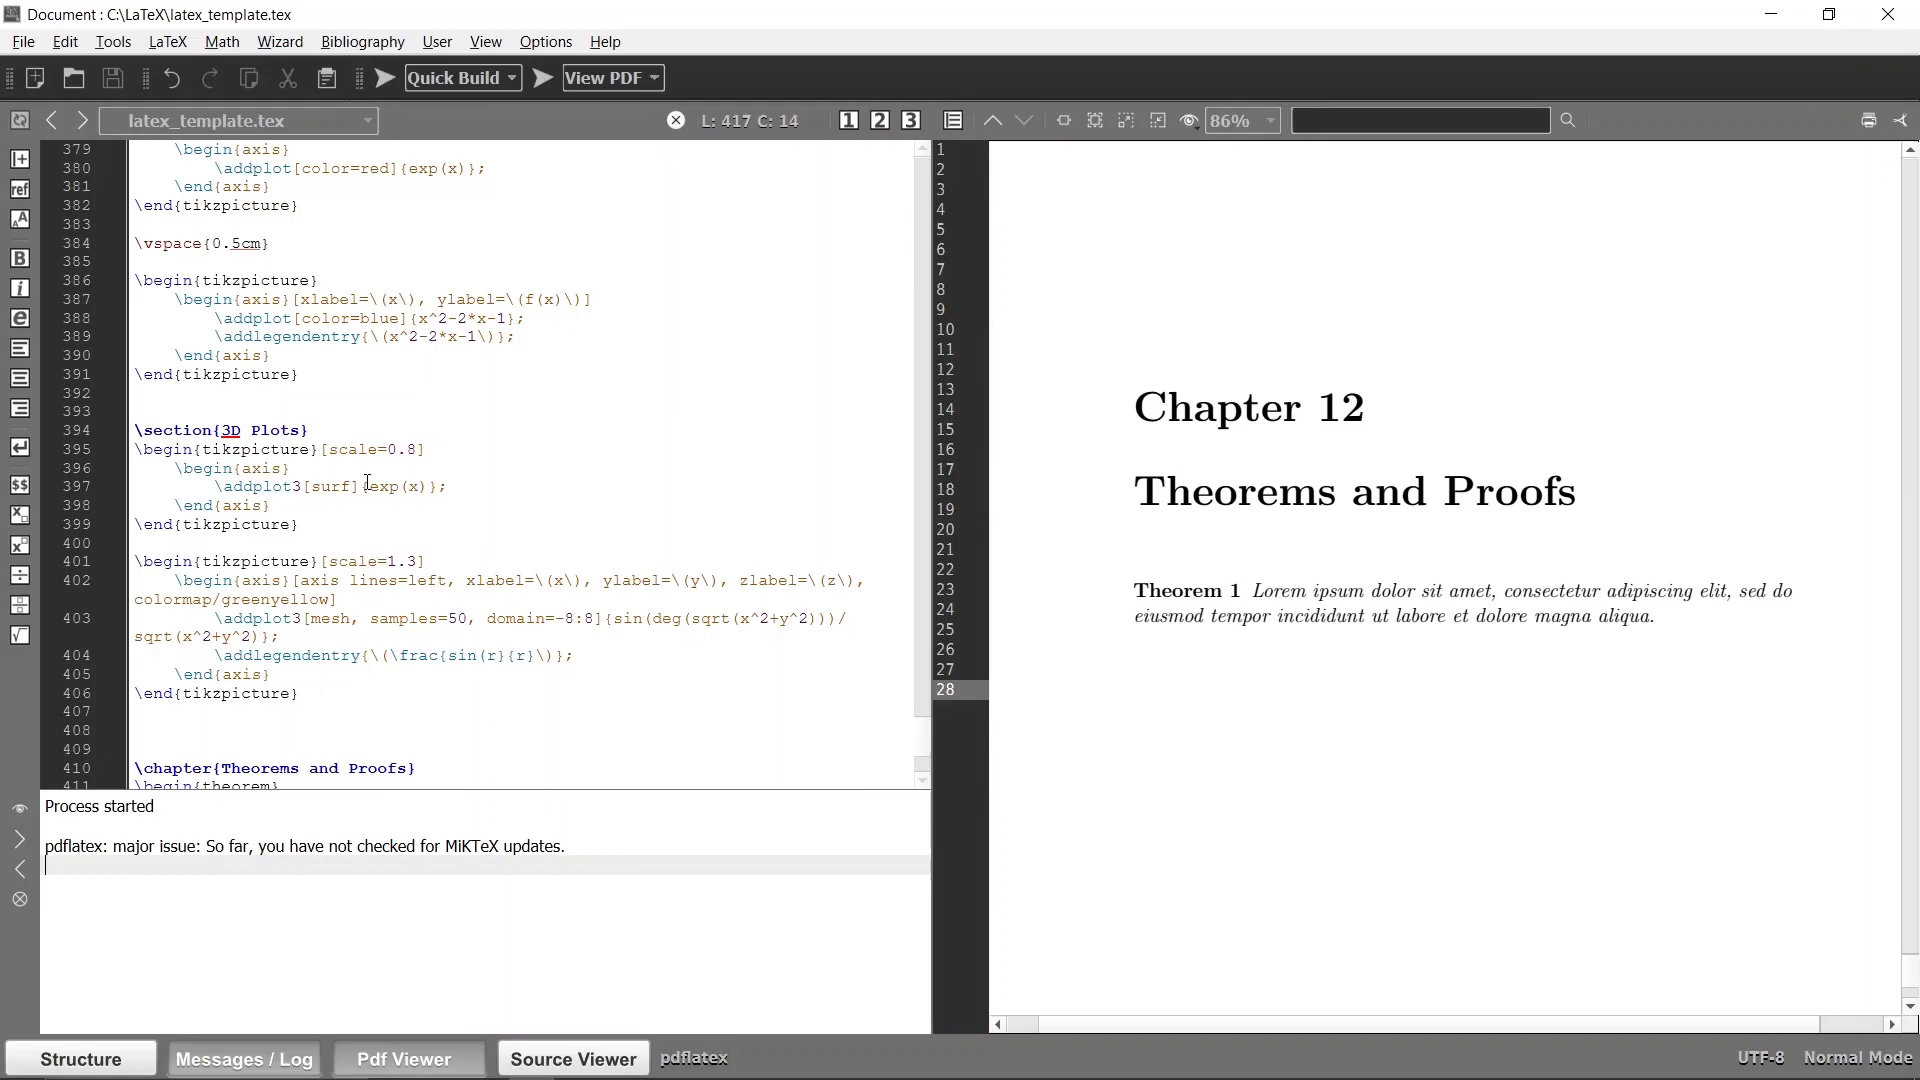 Document : C:\LaTeX\latex_template.tex
File Edit Tools LaTeX Math Wizard Bibliography User View Options Help
Quick Build View PDF
latex_template.tex L: 417 C: 14 1 2 3 86%
379 \begin{axis}
380 \addplot[color=red]{exp(x)};
381 \end{axis}
382 \end{tikzpicture}
383
384 \vspace{0.5cm}
385
386 \begin{tikzpicture}
387 \begin{axis}[xlabel=\(x\), ylabel=\(f(x)\)]
388 \addplot[color=blue]{x^2-2*x-1};
389 \addlegendentry{\(x^2-2*x-1\)};
390 \end{axis}
391 \end{tikzpicture}
392
393
394 \section{3D Plots}
395 \begin{tikzpicture}[scale=0.8]
396 \begin{axis}
397 \addplot3[surf]{exp(x)};
398 \end{axis}
399 \end{tikzpicture}
400
401 \begin{tikzpicture}[scale=1.3]
402 \begin{axis}[axis lines=left, xlabel=\(x\), ylabel=\(y\), zlabel=\(z\),
colormap/greenyellow]
403 \addplot3[mesh, samples=50, domain=-8:8]{sin(deg(sqrt(x^2+y^2)))/
sqrt(x^2+y^2)};
404 \addlegendentry{\(\frac{sin(r}{r}\)};
405 \end{axis}
406 \end{tikzpicture}
407
408
409
410 \chapter{Theorems and Proofs}
411 \begin{theorem}
ref
A
B
i
e
$$
1
2
3
4
5
6
7
8
9
10
11
12
13
14
15
16
17
18
19
20
21
22
23
24
25
26
27
28
Chapter 12
Theorems and Proofs
Theorem 1 Lorem ipsum dolor sit amet, consectetur adipiscing elit, sed do
eiusmod tempor incididunt ut labore et dolore magna aliqua.
Process started
pdflatex: major issue: So far, you have not checked for MiKTeX updates.
Structure Messages / Log Pdf Viewer Source Viewer pdflatex UTF-8 Normal Mode